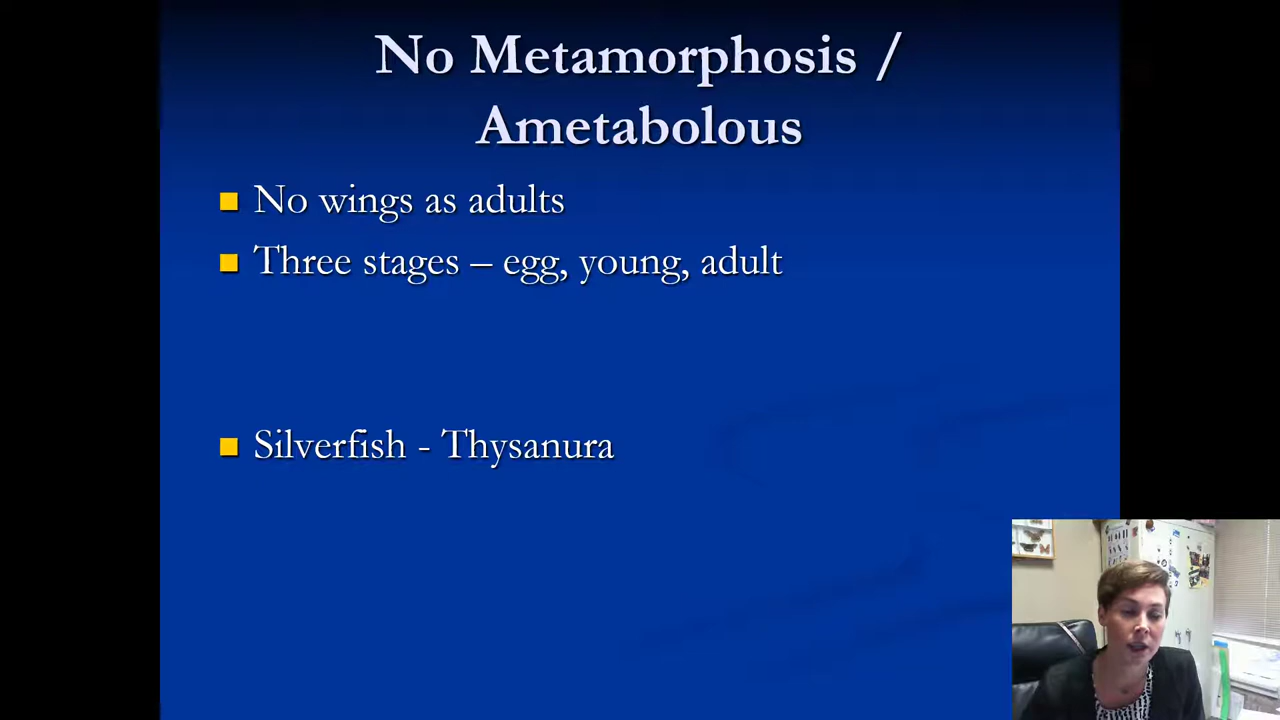 No Metamorphosis /
Ametabolous
No wings as adults
Three stages – egg, young, adult
Silverfish - Thysanura